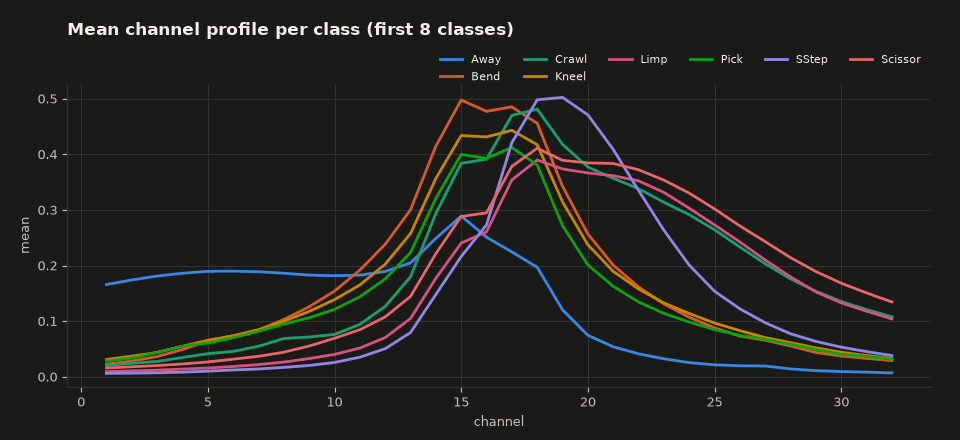 Mean channel profile per class (first 8 classes)
Away Crawl Limp Pick SStep Scissor
Bend Kneel
0.5
0.4
0.3
0.2
0.1
0.0
mean
0 5 10 15 20 25 30
channel